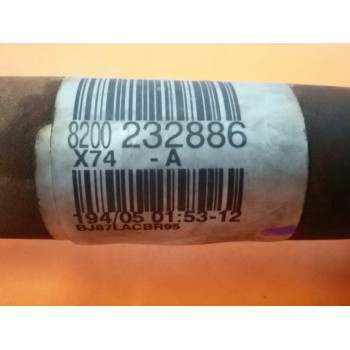 8200 232886
X74 - A
194/05 01:53-12
BJ87LACBR95